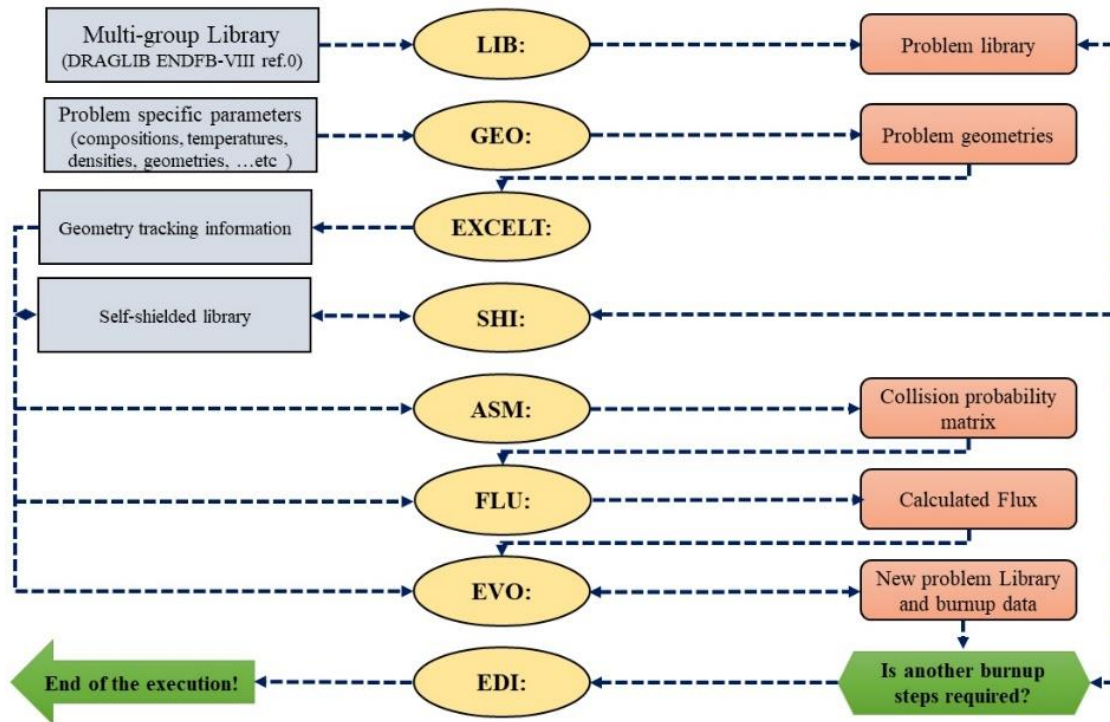 Multi-group Library
(DRAGLIB ENDFB-VIII ref.0)
LIB:
Problem library
Problem specific parameters
(compositions, temperatures,
densities, geometries, …etc )
GEO:
Problem geometries
Geometry tracking information
EXCELT:
Self-shielded library
SHI:
ASM:
Collision probability
matrix
FLU:
Calculated Flux
EVO:
New problem Library
and burnup data
End of the execution!
EDI:
Is another burnup
steps required?